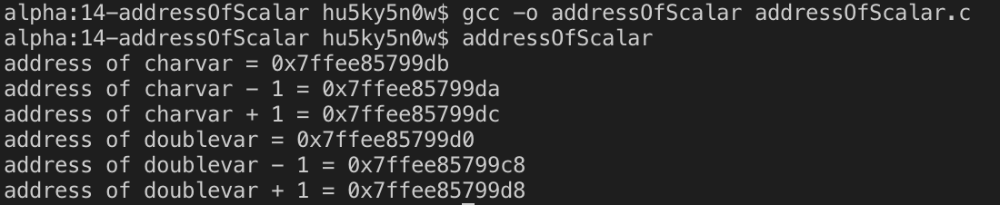 alpha:14-addressOfScalar hu5ky5n0w$ gcc -o addressOfScalar addressOfScalar.c
alpha:14-addressOfScalar hu5ky5n0w$ addressOfScalar
address of charvar = 0x7ffee85799db
address of charvar - 1 = 0x7ffee85799da
address of charvar + 1 = 0x7ffee85799dc
address of doublevar = 0x7ffee85799d0
address of doublevar - 1 = 0x7ffee85799c8
address of doublevar + 1 = 0x7ffee85799d8